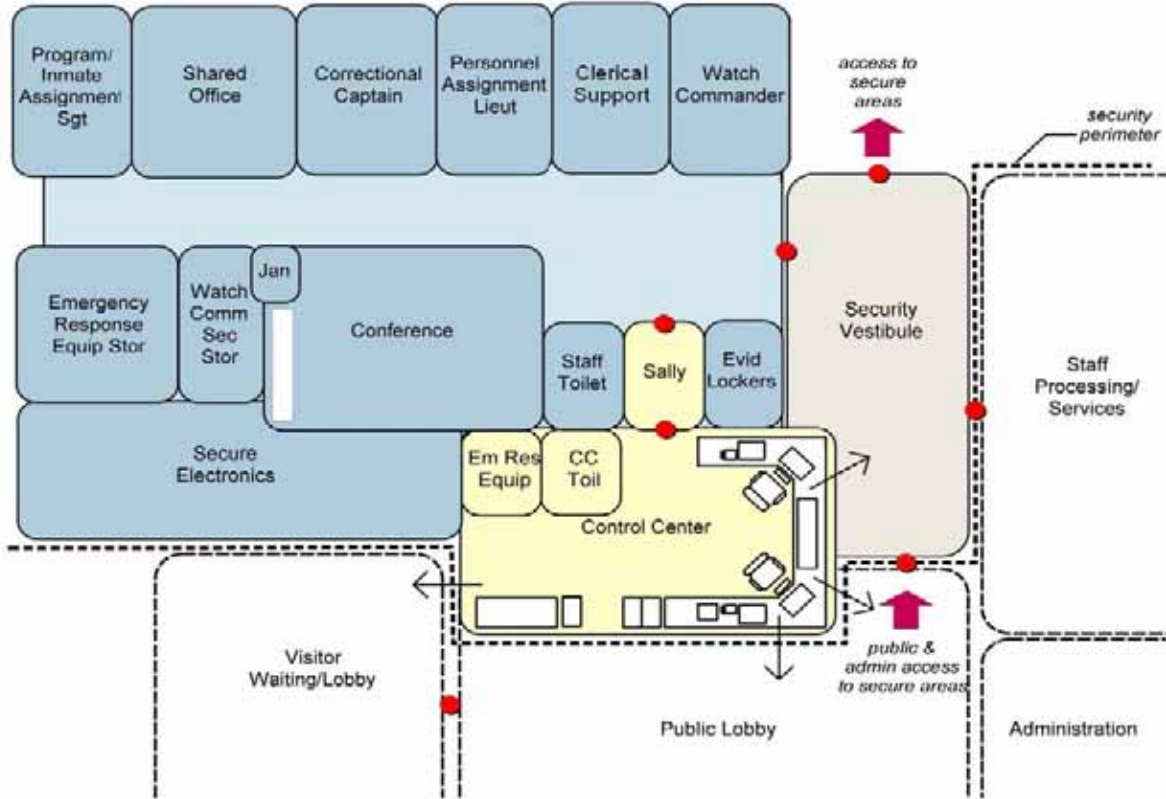 Program/
Inmate
Assignment
Sgt
Shared
Office
Correctional
Captain
Personnel
Assignment
Lieut
Clerical
Support
Watch
Commander
access to
secure
areas
security
perimeter
Emergency
Response
Equip Stor
Watch
Comm
Sec
Stor
Jan
Conference
Staff
Toilet
Sally
Evid
Lockers
Security
Vestibule
Staff
Processing/
Services
Secure
Electronics
Em Res
Equip
CC
Toil
Control Center
Visitor
Waiting/Lobby
public &
admin access
to secure areas
Public Lobby
Administration